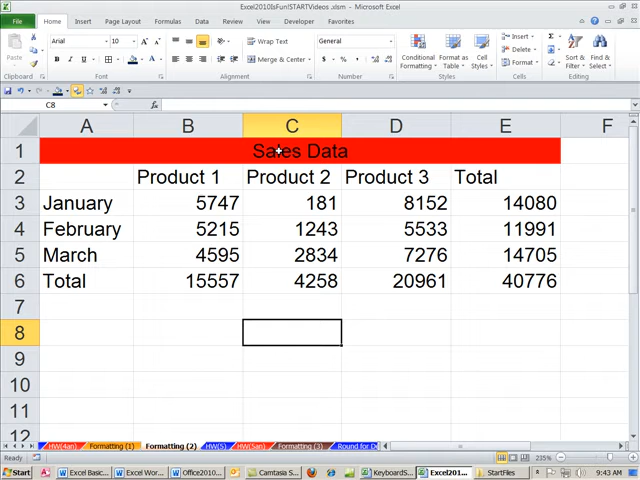 Excel2010IsFun!STARTVideos .xlsm - Microsoft Excel
File Home Insert Page Layout Formulas Data Review View Developer Acrobat
Arial 10 Wrap Text General Conditional Formatting Format as Table Cell Styles Insert Delete Format Sort & Filter Find & Select
Paste B I U Merge & Center $ % ,
Clipboard Font Alignment Number Styles Cells Editing
C8 fx
A B C D E F
1 Sales Data
2 Product 1 Product 2 Product 3 Total
3 January 5747 181 8152 14080
4 February 5215 1243 5533 11991
5 March 4595 2834 7276 14705
6 Total 15557 4258 20961 40776
7
8
9
10
11
12
HW(4an) Formatting (1) Formatting (2) HW(5) HW(5an) Formatting (3) Round for De
235%
Start Excel Basic... Excel Wor... Office2010... Camtasia S... KeyboardS... Excel201... StartFiles 9:43 AM